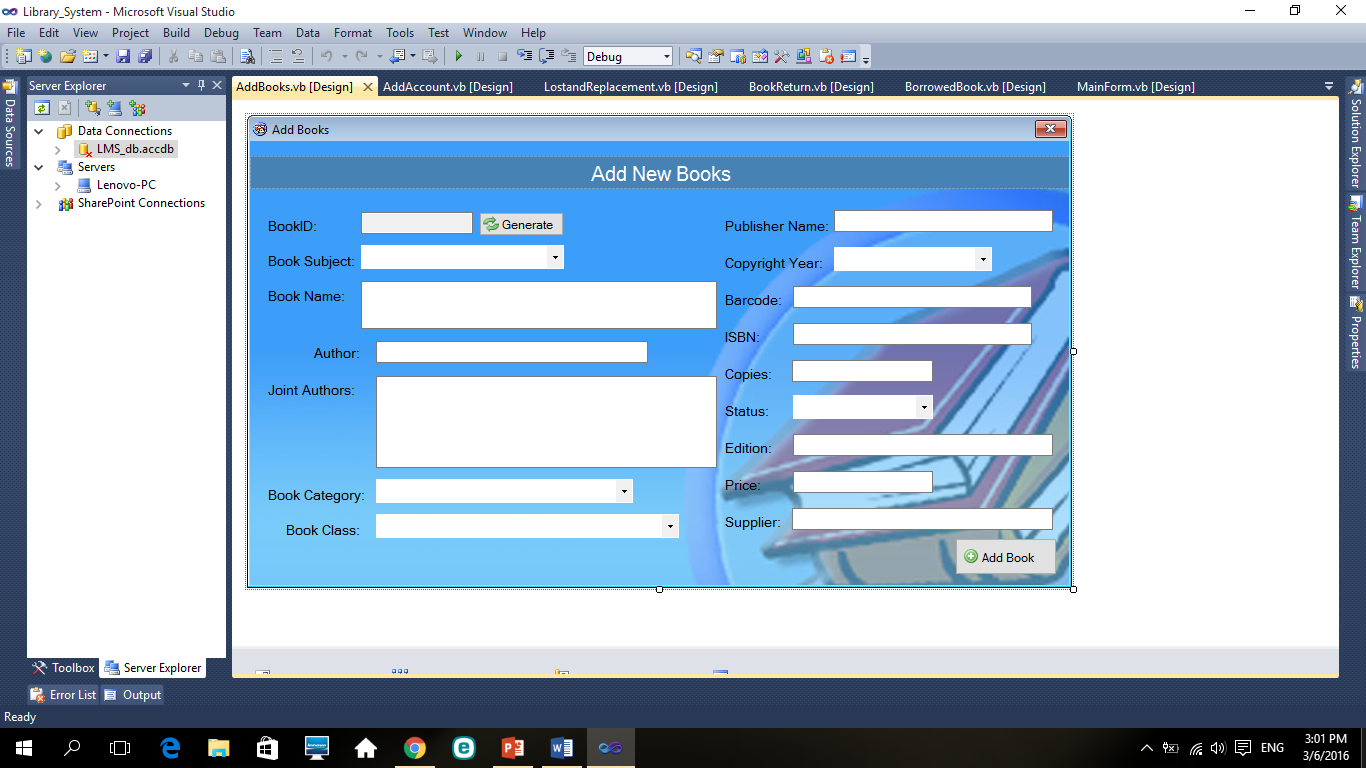 Library_System - Microsoft Visual Studio
File Edit View Project Build Debug Team Data Format Tools Test Window Help
Debug
Data Sources
Server Explorer
Data Connections
LMS_db.accdb
Servers
Lenovo-PC
SharePoint Connections
Toolbox Server Explorer
AddBooks.vb [Design] AddAccount.vb [Design] LostandReplacement.vb [Design] BookReturn.vb [Design] BorrowedBook.vb [Design] MainForm.vb [Design]
Add Books
Add New Books
BookID: Generate
Book Subject:
Book Name:
Author:
Joint Authors:
Book Category:
Book Class:
Publisher Name:
Copyright Year:
Barcode:
ISBN:
Copies:
Status:
Edition:
Price:
Supplier:
Add Book
Solution Explorer
Team Explorer
Properties
Error List Output
Ready
ENG
3:01 PM
3/6/2016